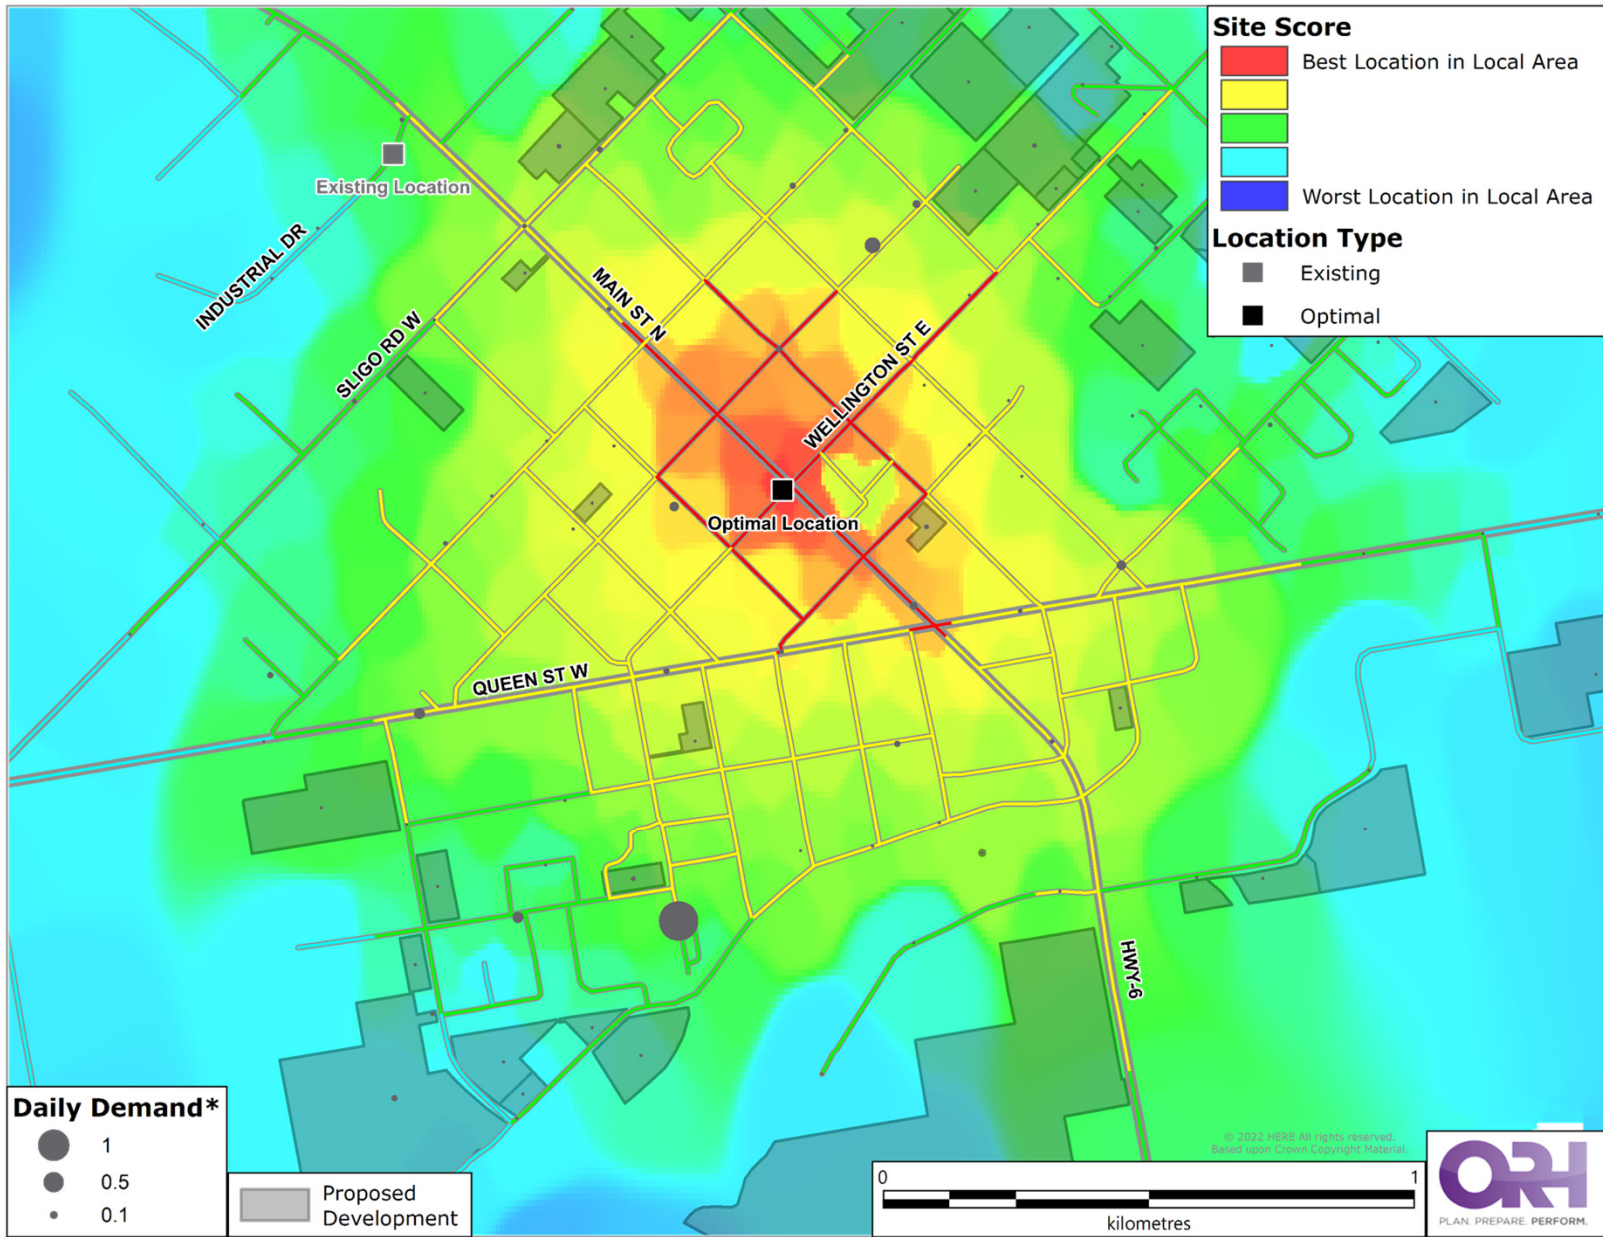 Site Score
Best Location in Local Area
Worst Location in Local Area
Location Type
Existing
Optimal
Existing Location
INDUSTRIAL DR
SLIGO RD W
MAIN ST N
WELLINGTON ST E
Optimal Location
QUEEN ST W
HWY-6
Daily Demand*
1
0.5
0.1
Proposed
Development
© 2022 HERE All rights reserved.
Based upon Crown Copyright Material.
0 1
kilometres
ORH
PLAN. PREPARE. PERFORM.